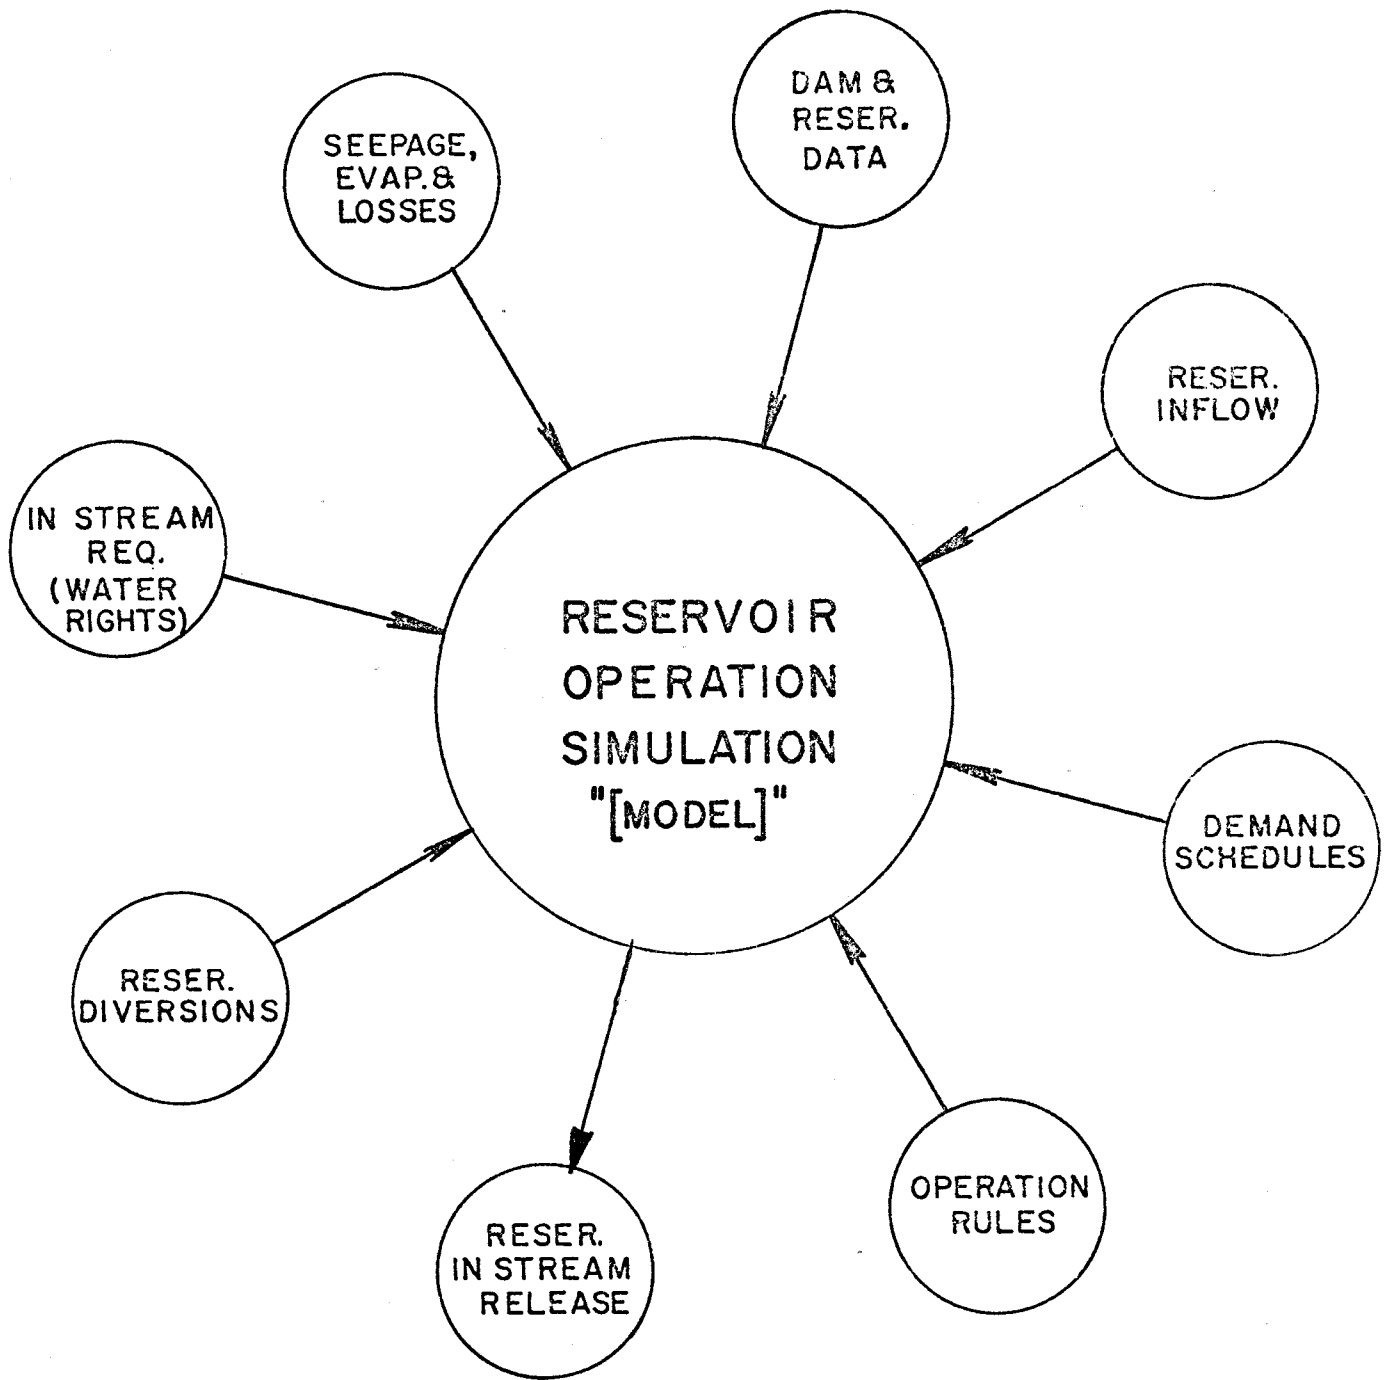 DAM &
RESER.
DATA
SEEPAGE,
EVAP. &
LOSSES
RESER.
INFLOW
IN STREAM
REQ.
(WATER
RIGHTS)
RESERVOIR
OPERATION
SIMULATION
"[MODEL]"
DEMAND
SCHEDULES
RESER.
DIVERSIONS
OPERATION
RULES
RESER.
IN STREAM
RELEASE